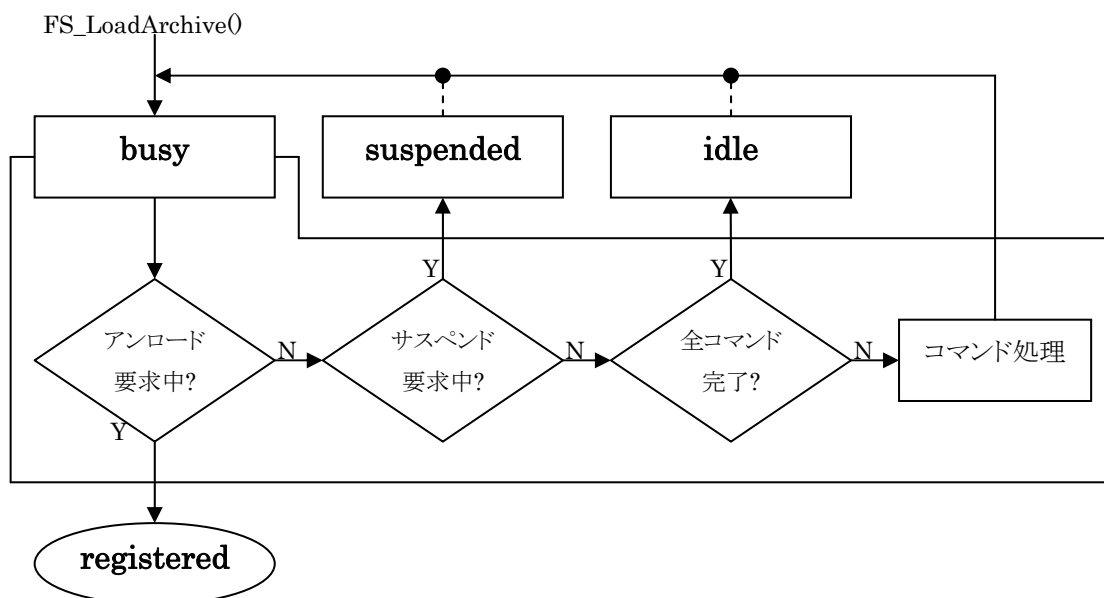 FS_LoadArchive()
busy
suspended
idle
Y
Y
アンロード
要求中?
N
サスペンド
要求中?
N
全コマンド
完了?
N
コマンド処理
Y
registered